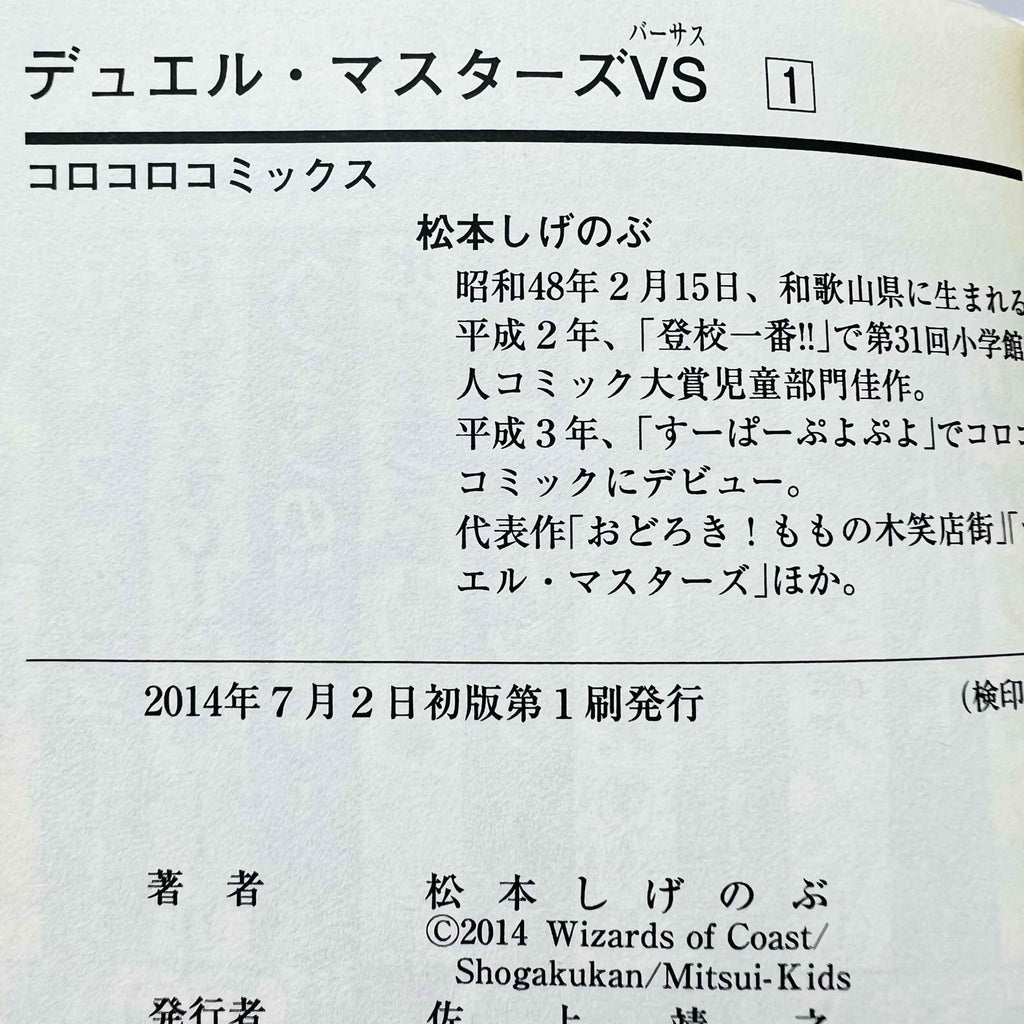 バーサス
デュエル・マスターズVS 1
コロコロコミックス
松本しげのぶ
昭和48年2月15日、和歌山県に生まれる
平成2年、「登校一番!!」で第31回小学館
人コミック大賞児童部門佳作。
平成3年、「すーぱーぷよぷよ」でコロコ
コミックにデビュー。
代表作「おどろき！ももの木笑店街」「
エル・マスターズ」ほか。
2014年7月2日初版第1刷発行
(検印
著者 松本しげのぶ
©2014 Wizards of Coast/
Shogakukan/Mitsui-Kids
発行者 佐上靖之